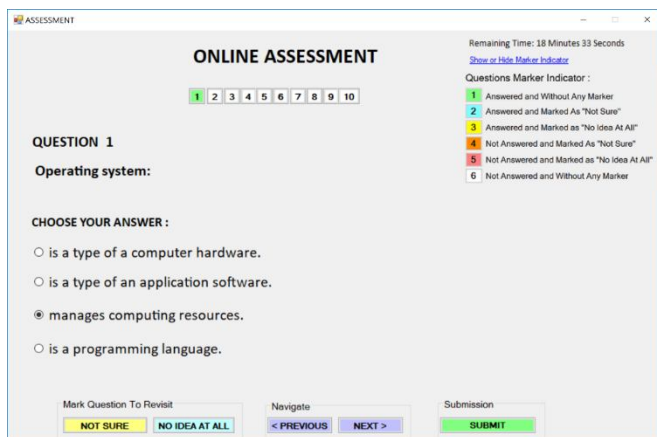 ASSESSMENT
ONLINE ASSESSMENT
Remaining Time: 18 Minutes 33 Seconds
Show or Hide Marker Indicator
Questions Marker Indicator :
1 Answered and Without Any Marker
2 Answered and Marked As "Not Sure"
3 Answered and Marked as "No Idea At All"
4 Not Answered and Marked As "Not Sure"
5 Not Answered and Marked as "No Idea At All"
6 Not Answered and Without Any Marker
1 2 3 4 5 6 7 8 9 10
QUESTION 1
Operating system:
CHOOSE YOUR ANSWER :
is a type of a computer hardware.
is a type of an application software.
manages computing resources.
is a programming language.
Mark Question To Revisit
NOT SURE NO IDEA AT ALL
Navigate
< PREVIOUS NEXT >
Submission
SUBMIT